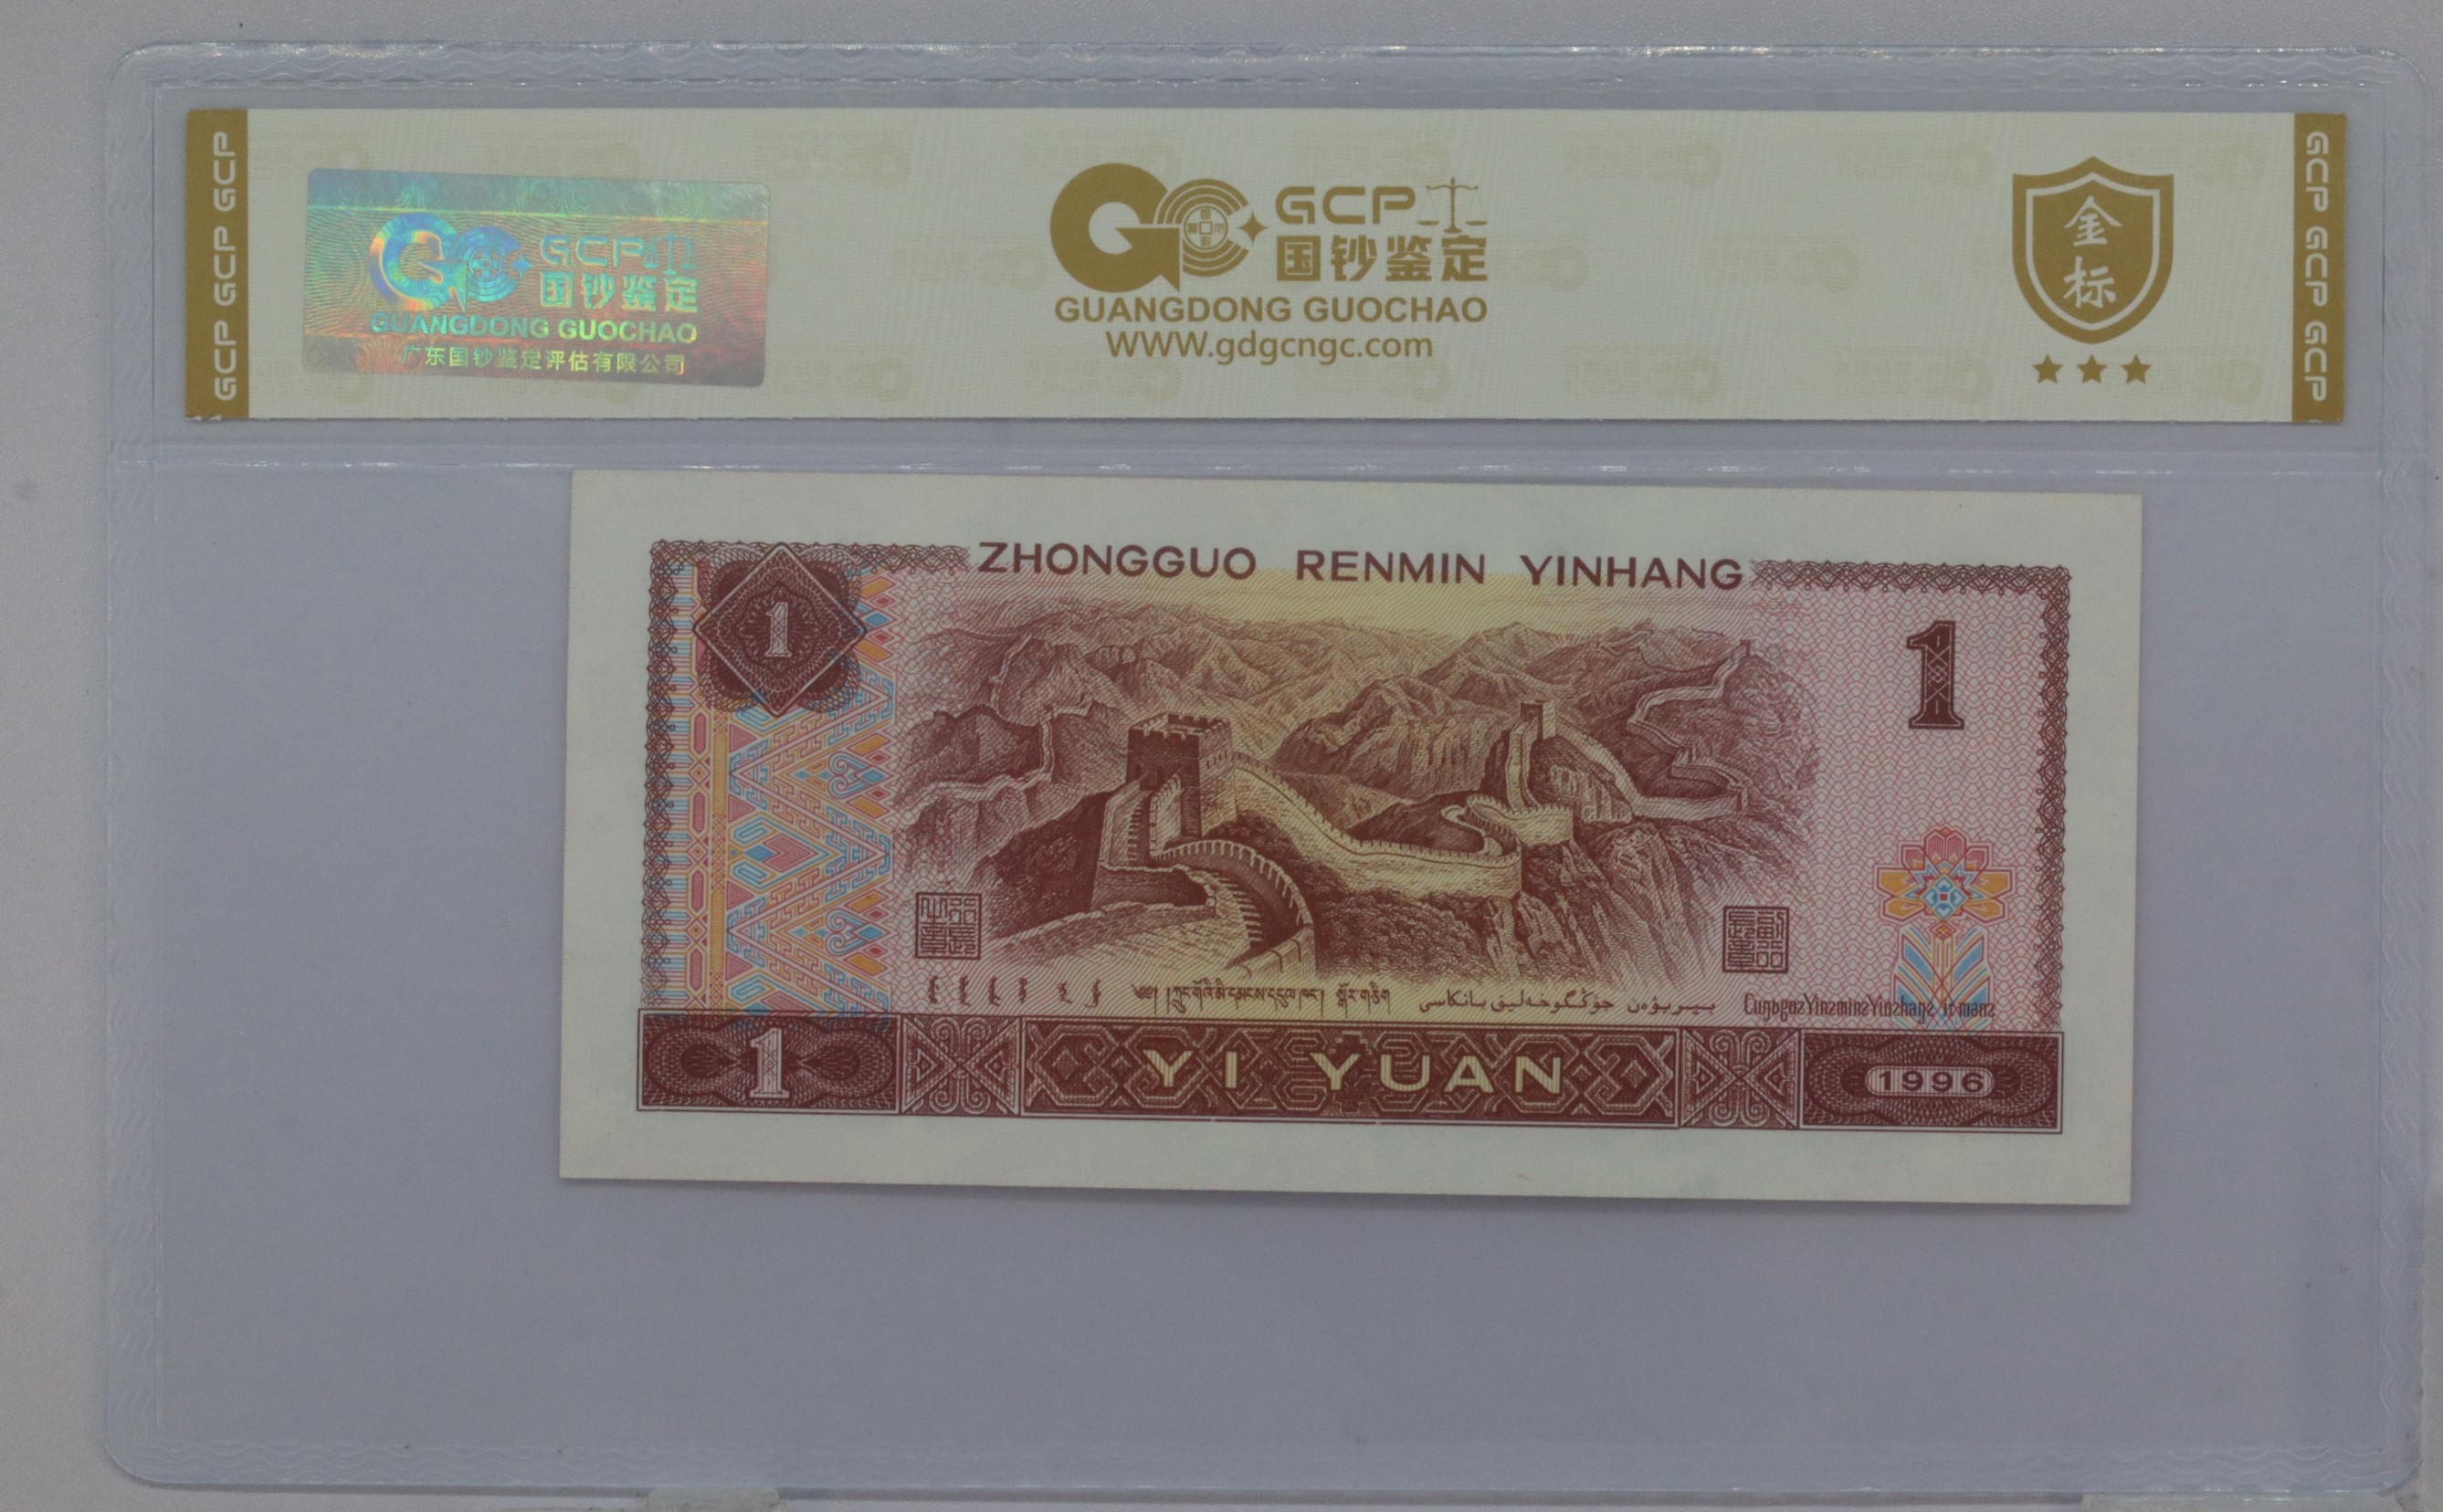 GCP GCP GCP
GCP
国钞鉴定
GUANGDONG GUOCHAO
广东国钞鉴定评估有限公司
GCP
国钞鉴定
GUANGDONG GUOCHAO
WWW.gdgcngc.com
金
标
GCP GCP GCP
ZHONGGUO RENMIN YINHANG
1
1
YI YUAN
1
1996